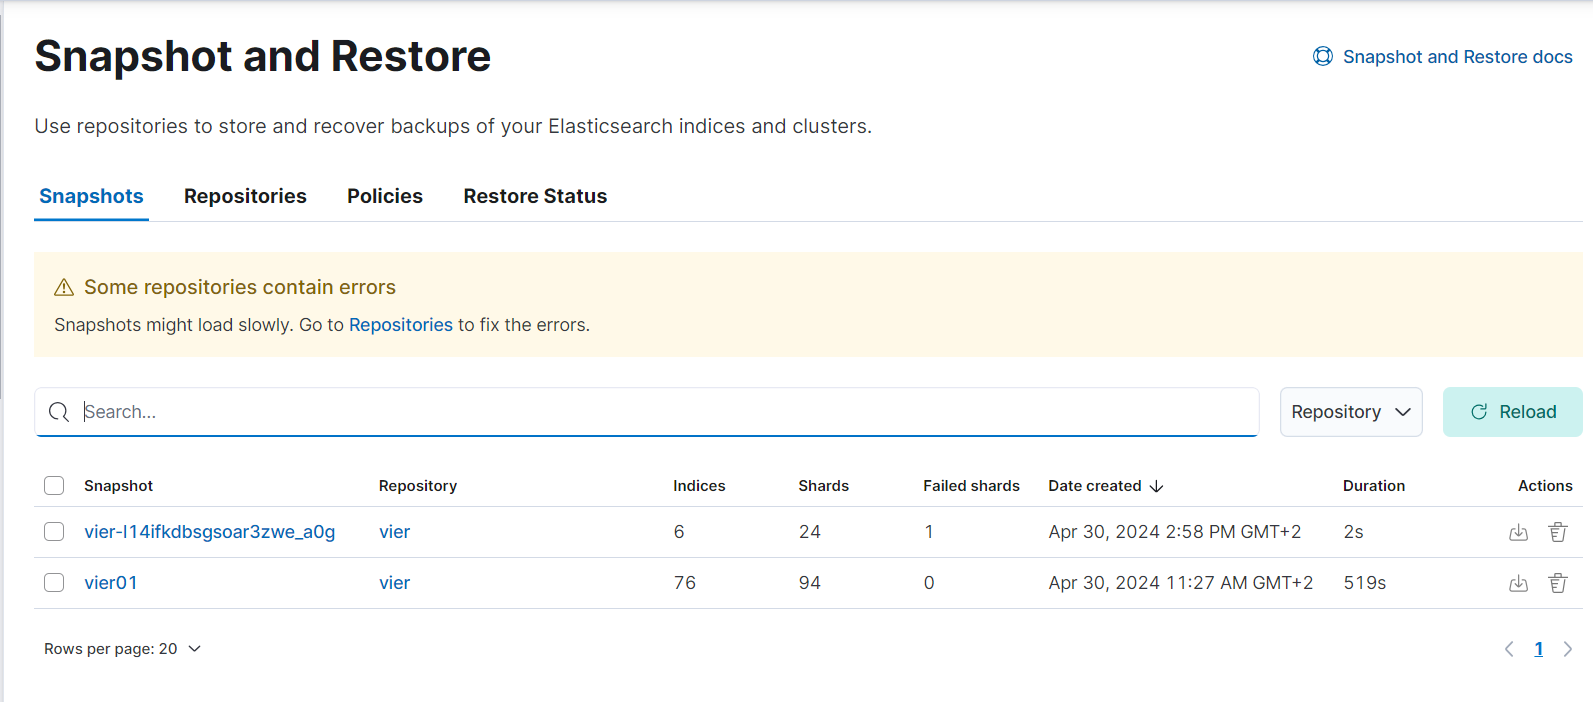 Snapshot and Restore
Snapshot and Restore docs
Use repositories to store and recover backups of your Elasticsearch indices and clusters.
Snapshots Repositories Policies Restore Status
Some repositories contain errors
Snapshots might load slowly. Go to Repositories to fix the errors.
Search...
Repository
Reload
Snapshot Repository Indices Shards Failed shards Date created Duration Actions
vier-l14ifkdbsgsoar3zwe_a0g vier 6 24 1 Apr 30, 2024 2:58 PM GMT+2 2s
vier01 vier 76 94 0 Apr 30, 2024 11:27 AM GMT+2 519s
Rows per page: 20
1